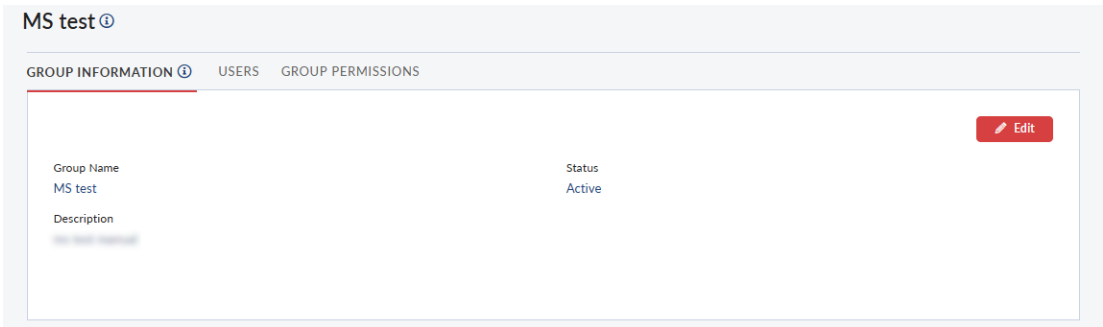 MS test
GROUP INFORMATION USERS GROUP PERMISSIONS
Edit
Group Name Status
MS test Active
Description